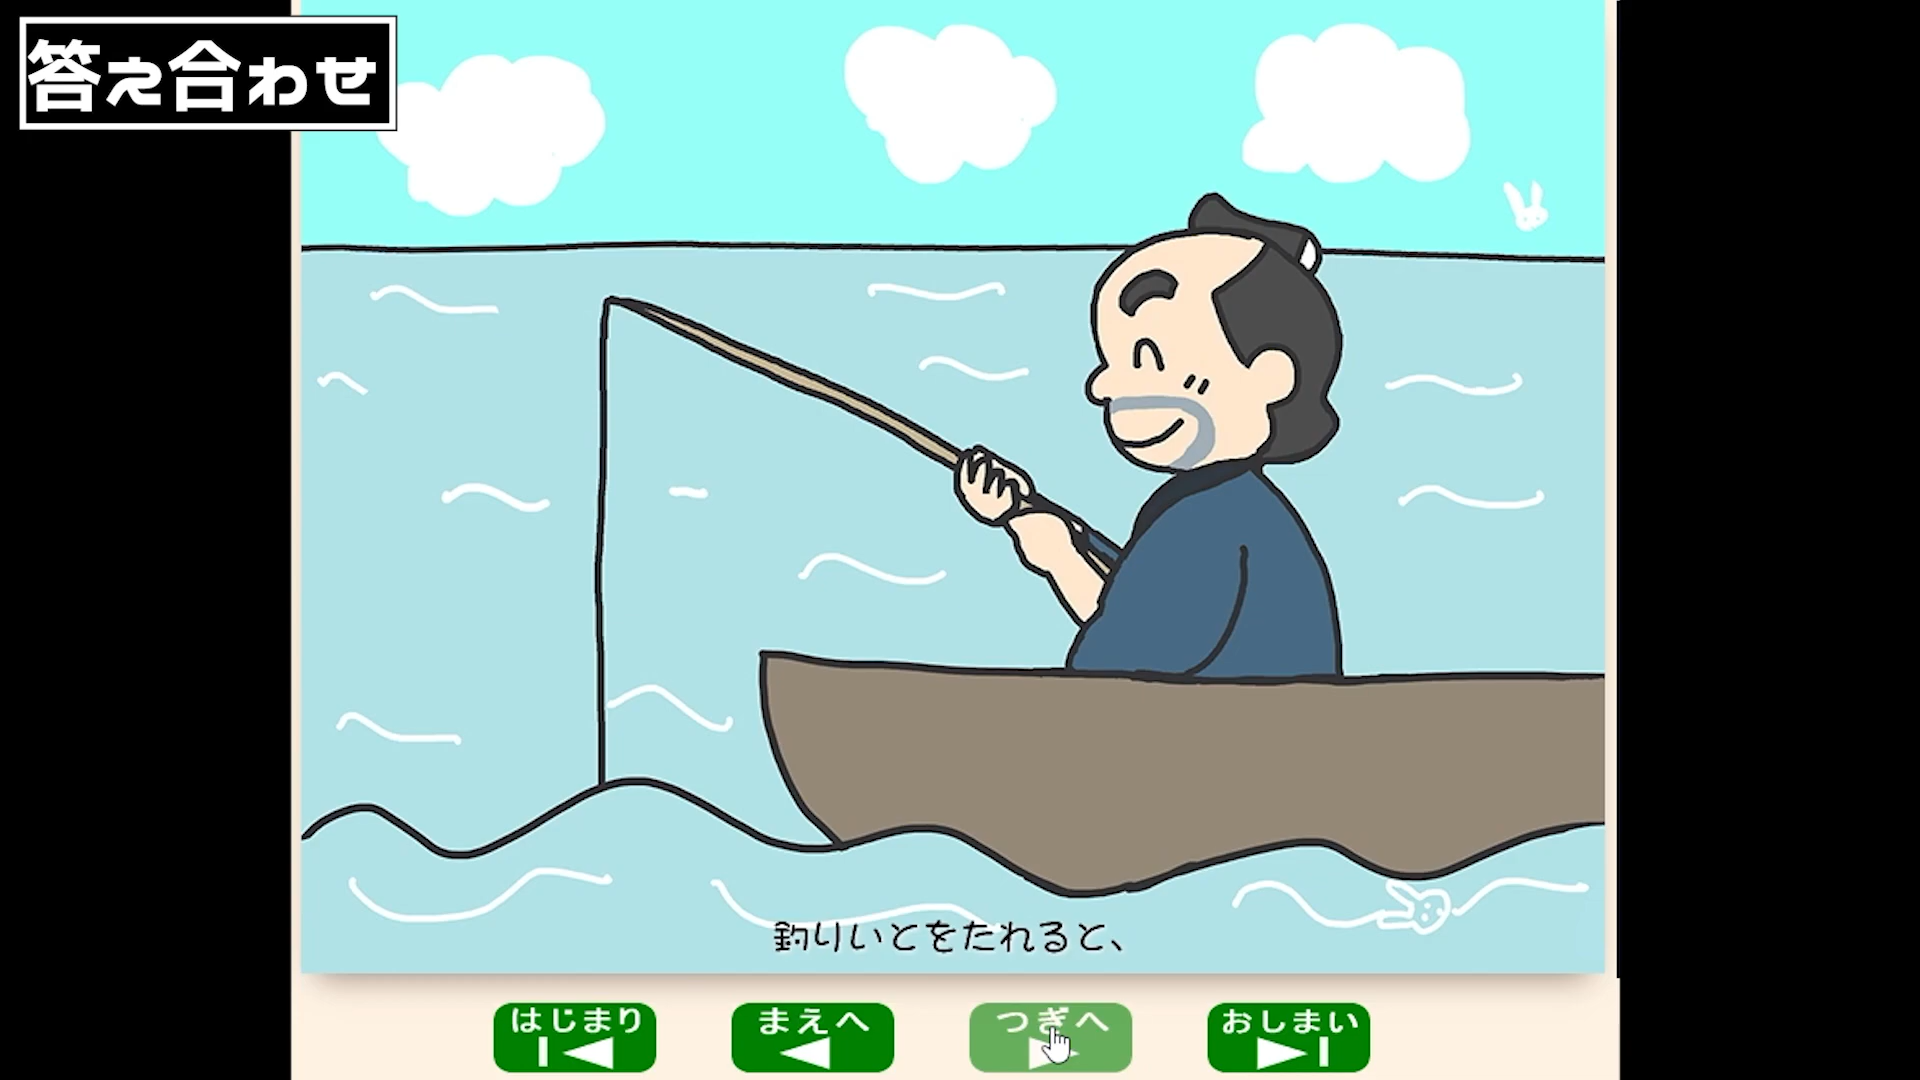 答え合わせ
釣りいとをたれると、
はじまり
まえへ
つぎへ
おしまい